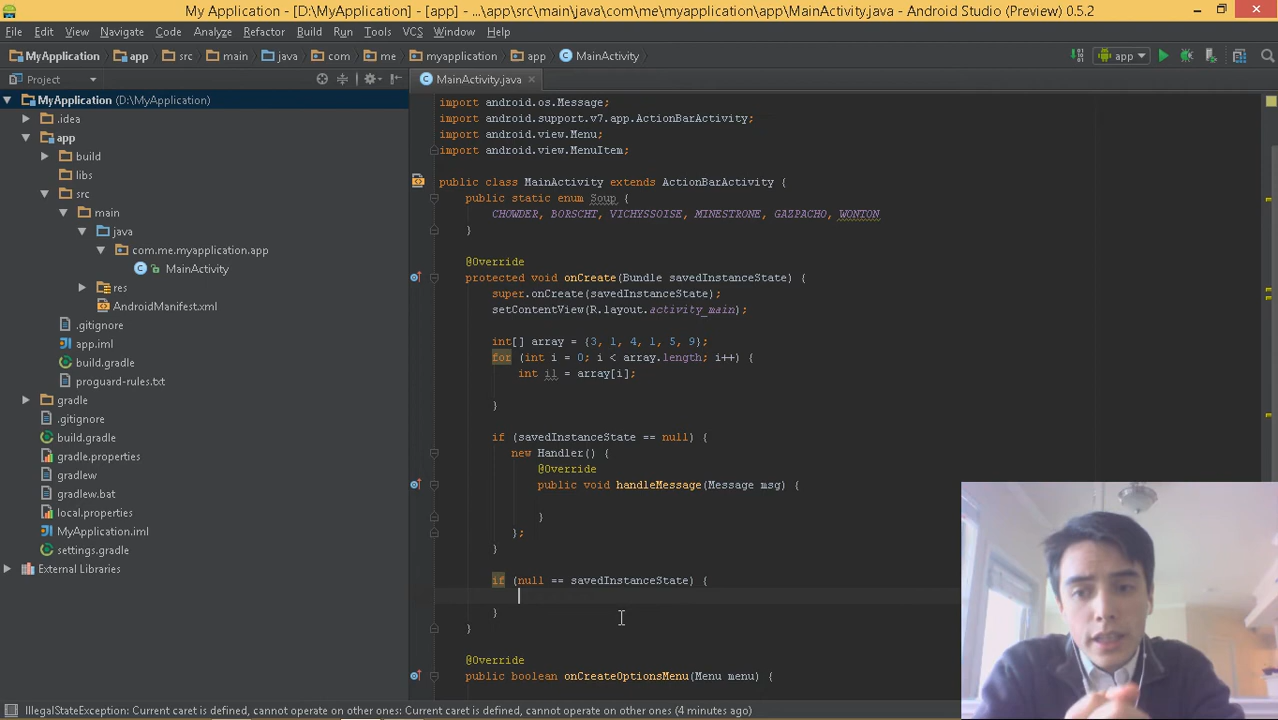 My Application - [D:\MyApplication] - [app] - ...\app\src\main\java\com\me\myapplication\app\MainActivity.java - Android Studio (Preview) 0.5.2
File Edit View Navigate Code Analyze Refactor Build Run Tools VCS Window Help
MyApplication app src main java com me myapplication app MainActivity app
Project
MainActivity.java
MyApplication (D:\MyApplication)
.idea
app
build
libs
src
main
java
com.me.myapplication.app
MainActivity
res
AndroidManifest.xml
.gitignore
app.iml
build.gradle
proguard-rules.txt
gradle
.gitignore
build.gradle
gradle.properties
gradlew
gradlew.bat
local.properties
MyApplication.iml
settings.gradle
External Libraries
import android.os.Message;
import android.support.v7.app.ActionBarActivity;
import android.view.Menu;
import android.view.MenuItem;
public class MainActivity extends ActionBarActivity {
public static enum Soup {
CHOWDER, BORSCHT, VICHYSSOISE, MINESTRONE, GAZPACHO, WONTON
}
@Override
protected void onCreate(Bundle savedInstanceState) {
super.onCreate(savedInstanceState);
setContentView(R.layout.activity_main);
int[] array = {3, 1, 4, 1, 5, 9};
for (int i = 0; i < array.length; i++) {
int i1 = array[i];
}
if (savedInstanceState == null) {
new Handler() {
@Override
public void handleMessage(Message msg) {
}
};
}
if (null == savedInstanceState) {
}
}
@Override
public boolean onCreateOptionsMenu(Menu menu) {
IllegalStateException: Current caret is defined, cannot operate on other ones: Current caret is defined, cannot operate on other ones (4 minutes ago)